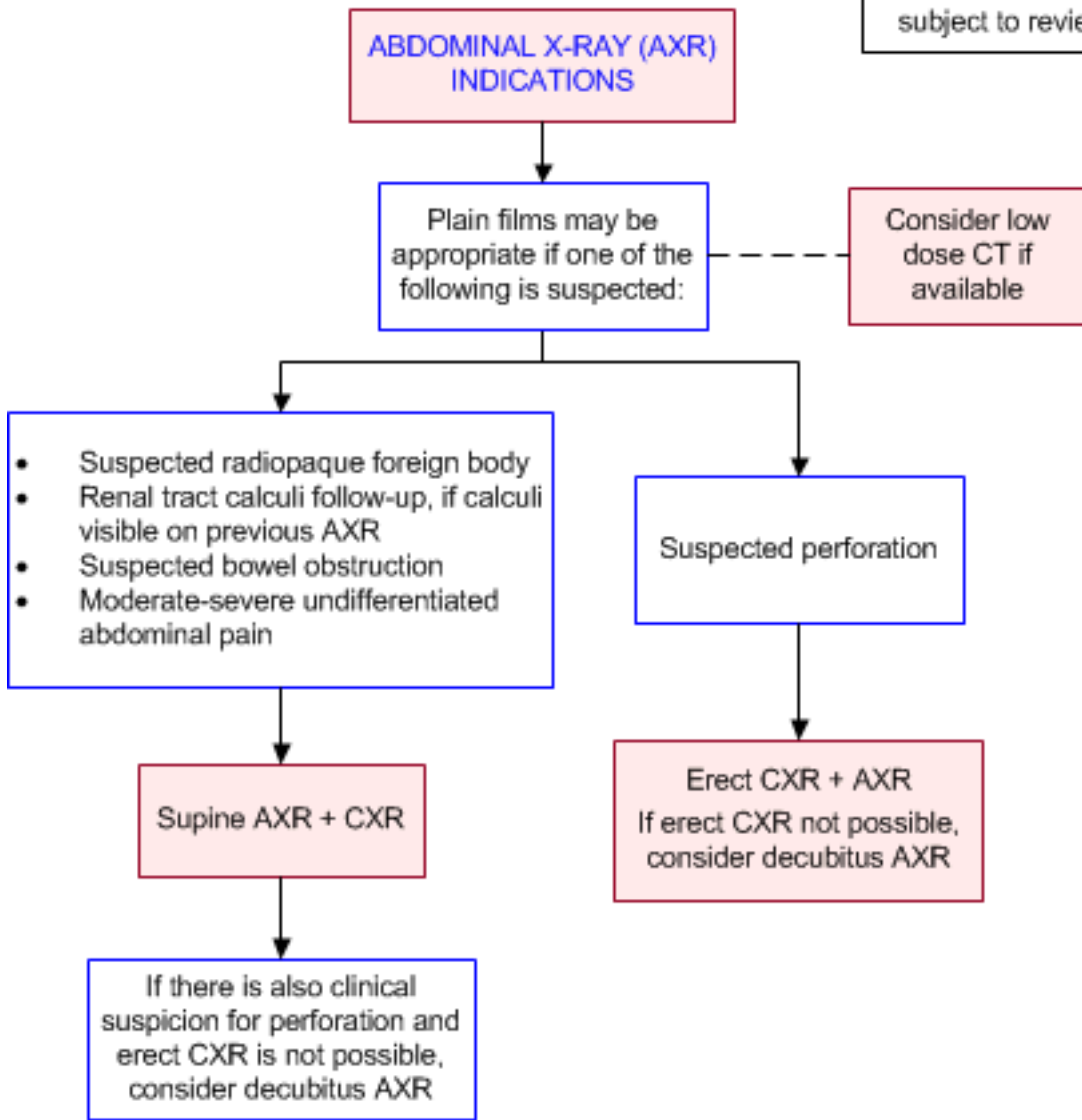 subject to revie
ABDOMINAL X-RAY (AXR)
INDICATIONS
Plain films may be
appropriate if one of the
following is suspected:
Consider low
dose CT if
available
• Suspected radiopaque foreign body
• Renal tract calculi follow-up, if calculi
visible on previous AXR
• Suspected bowel obstruction
• Moderate-severe undifferentiated
abdominal pain
Suspected perforation
Supine AXR + CXR
Erect CXR + AXR
If erect CXR not possible,
consider decubitus AXR
If there is also clinical
suspicion for perforation and
erect CXR is not possible,
consider decubitus AXR